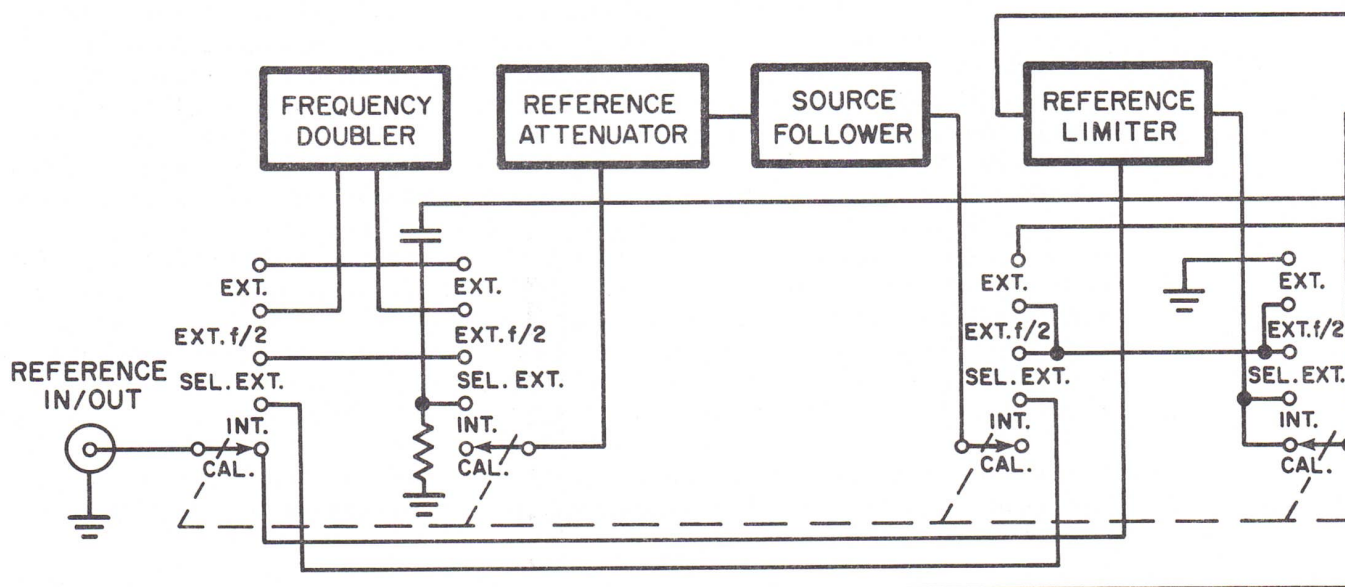 FREQUENCY
DOUBLER
REFERENCE
ATTENUATOR
SOURCE
FOLLOWER
REFERENCE
LIMITER
REFERENCE
IN/OUT
EXT.
EXT. f/2
SEL. EXT.
INT.
CAL.
EXT.
EXT. f/2
SEL. EXT.
INT.
CAL.
EXT.
EXT. f/2
SEL. EXT.
INT.
CAL.
EXT.
EXT. f/2
SEL. EXT.
INT.
CAL.